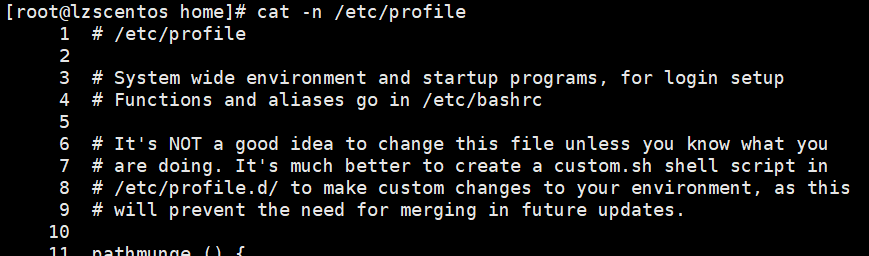 [root@lzscentos home]# cat -n /etc/profile
1 # /etc/profile
2
3 # System wide environment and startup programs, for login setup
4 # Functions and aliases go in /etc/bashrc
5
6 # It's NOT a good idea to change this file unless you know what you
7 # are doing. It's much better to create a custom.sh shell script in
8 # /etc/profile.d/ to make custom changes to your environment, as this
9 # will prevent the need for merging in future updates.
10
11 pathmunge () {